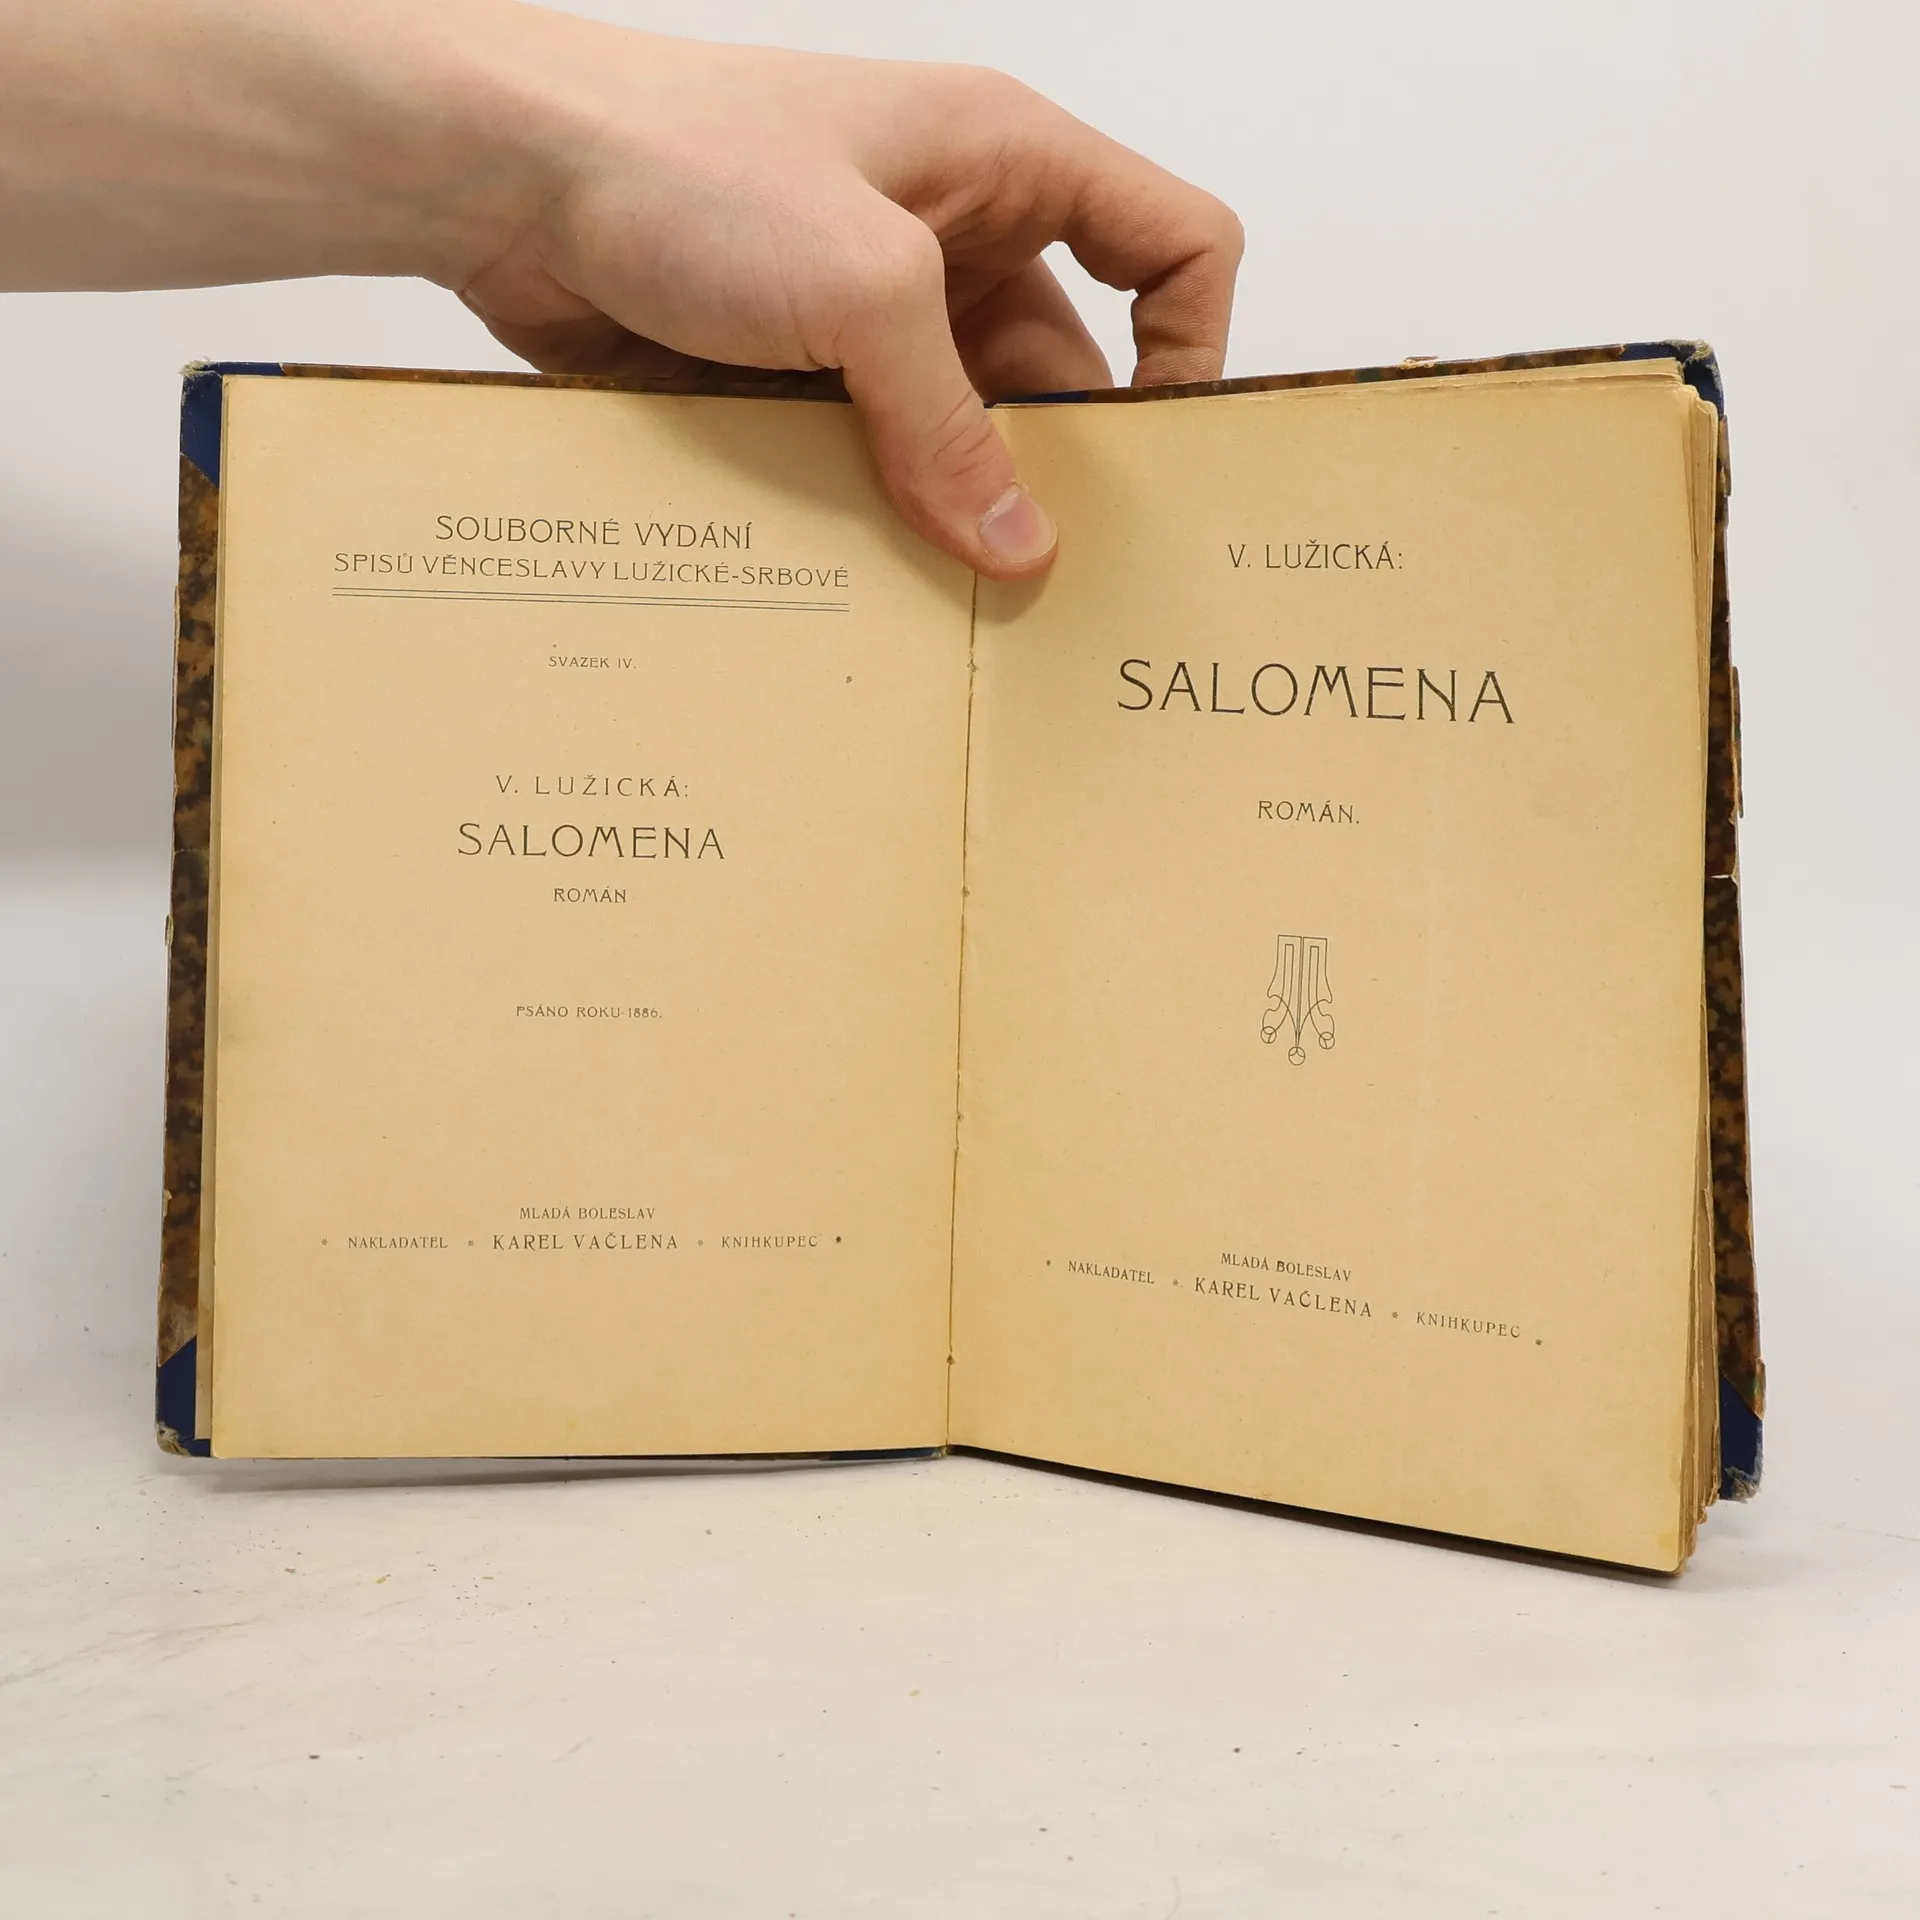 SOUBORNÉ VYDÁNÍ
SPISŮ VĚNCESLAVY LUŽICKÉ-SRBOVÉ
SVAZEK IV.
V. LUŽICKÁ:
SALOMENA
ROMÁN
PSÁNO ROKU 1886.
MLADÁ BOLESLAV
* NAKLADATEL * KAREL VAČLENA * KNIHKUPEC *
V. LUŽICKÁ:
SALOMENA
ROMÁN.
MLADÁ BOLESLAV
* NAKLADATEL * KAREL VAČLENA * KNIHKUPEC *